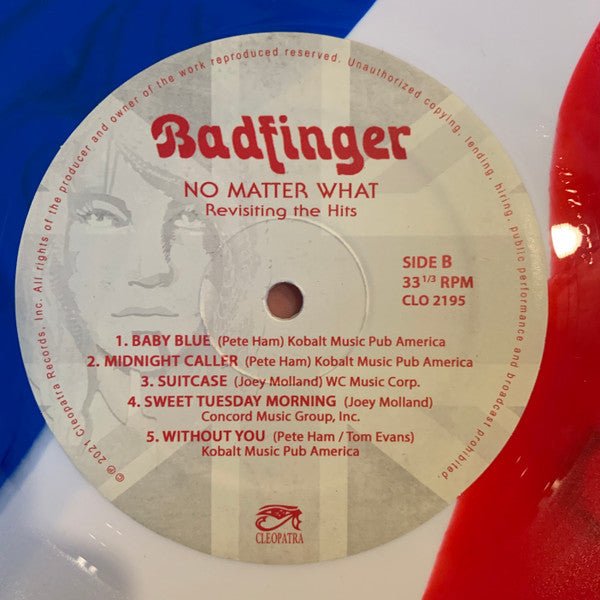 ℗ 2021 Cleopatra Records, Inc. All rights of the producer and owner of the work reproduced reserved. Unauthorized copying, lending, hiring, public performance and broadcast prohibited.
Badfinger
NO MATTER WHAT
Revisiting the Hits
SIDE B
33 1/3 RPM
CLO 2195
1. BABY BLUE (Pete Ham) Kobalt Music Pub America
2. MIDNIGHT CALLER (Pete Ham) Kobalt Music Pub America
3. SUITCASE (Joey Molland) WC Music Corp.
4. SWEET TUESDAY MORNING (Joey Molland)
Concord Music Group, Inc.
5. WITHOUT YOU (Pete Ham / Tom Evans)
Kobalt Music Pub America
CLEOPATRA